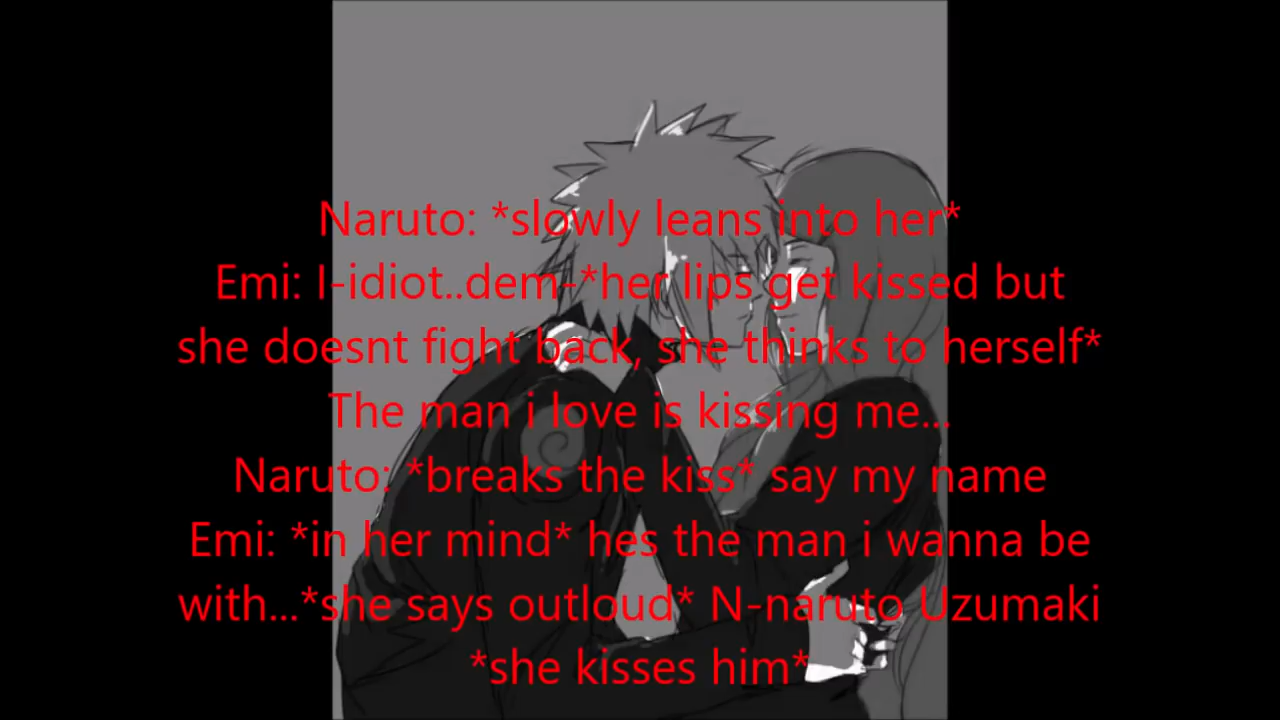 Naruto: *slowly leans into her*
Emi: I-idiot..dem-*her lips get kissed but
she doesnt fight back, she thinks to herself*
The man i love is kissing me...
Naruto: *breaks the kiss* say my name
Emi: *in her mind* hes the man i wanna be
with...*she says outloud* N-naruto Uzumaki
*she kisses him*